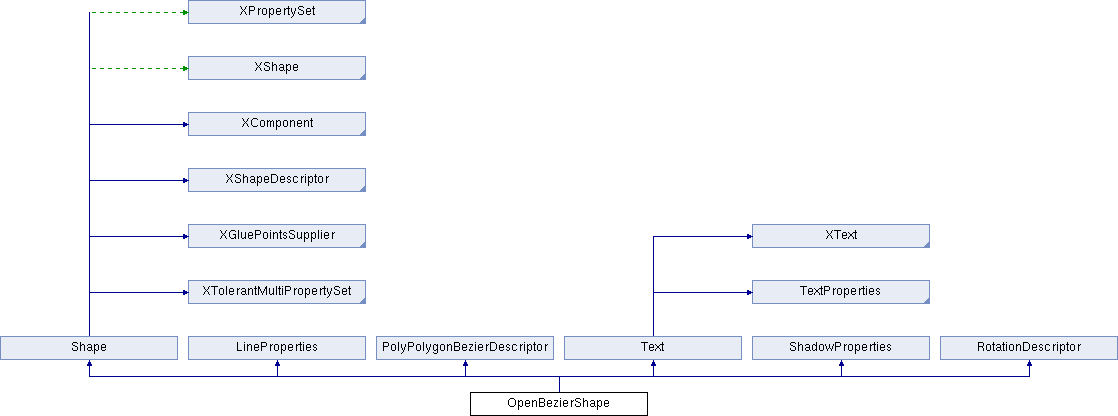 XPropertySet
XShape
XComponent
XShapeDescriptor
XGluePointsSupplier
XText
XTolerantMultiPropertySet
TextProperties
Shape
LineProperties
PolyPolygonBezierDescriptor
Text
ShadowProperties
RotationDescriptor
OpenBezierShape